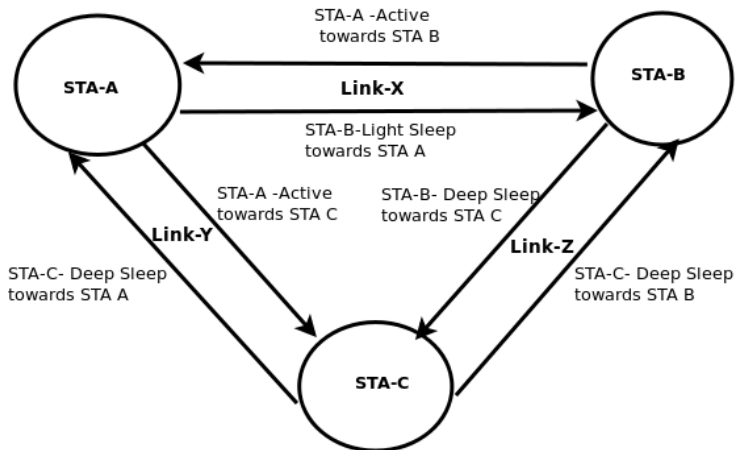 STA-A -Active
towards STA B
STA-A
Link-X
STA-B
STA-B-Light Sleep
towards STA A
STA-A -Active
towards STA C
STA-B- Deep Sleep
towards STA C
Link-Y
Link-Z
STA-C- Deep Sleep
towards STA A
STA-C- Deep Sleep
towards STA B
STA-C